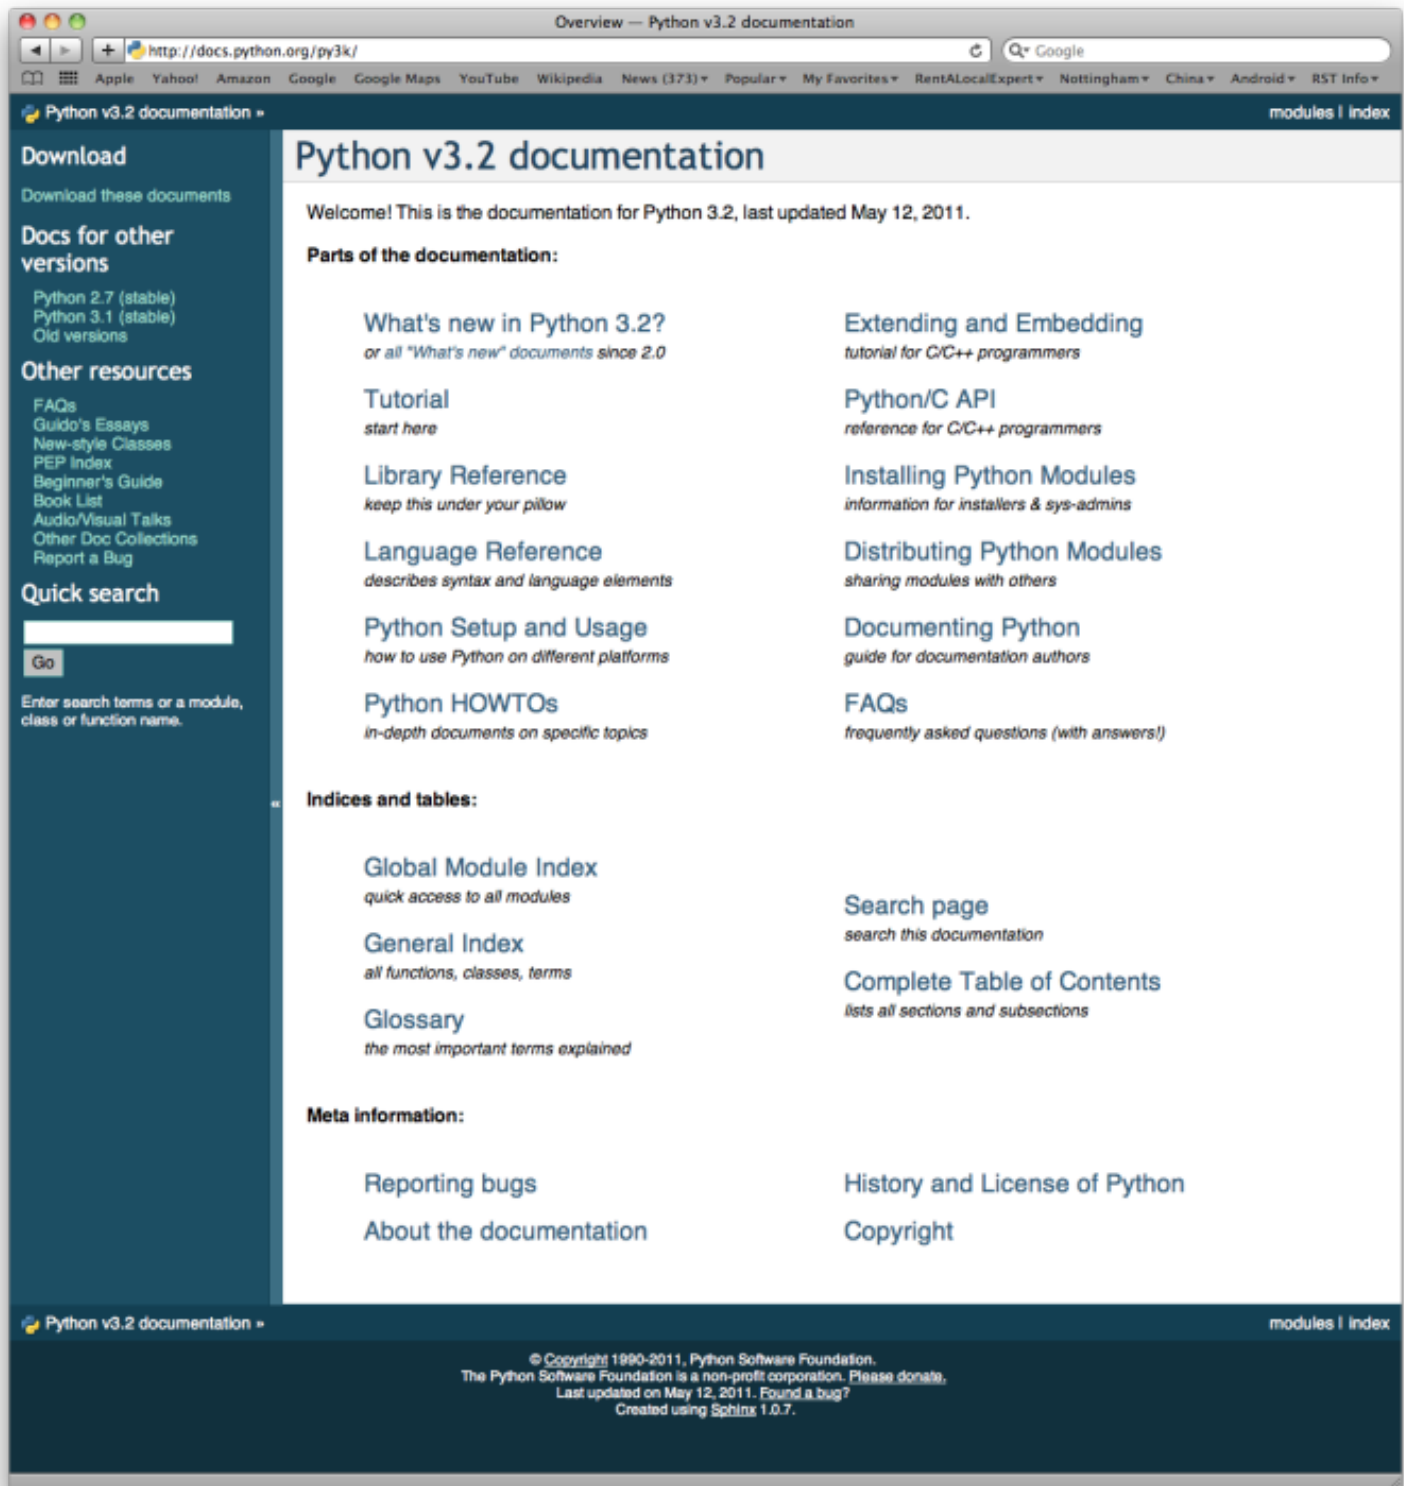 Overview — Python v3.2 documentation
http://docs.python.org/py3k/
Google
Apple Yahoo! Amazon Google Google Maps YouTube Wikipedia News (373) Popular My Favorites RentALocalExpert Nottingham China Android RST Info
Python v3.2 documentation »
modules | index
Download
Download these documents
Docs for other
versions
Python 2.7 (stable)
Python 3.1 (stable)
Old versions
Other resources
FAQs
Guido's Essays
New-style Classes
PEP Index
Beginner's Guide
Book List
Audio/Visual Talks
Other Doc Collections
Report a Bug
Quick search
Go
Enter search terms or a module,
class or function name.
«
Python v3.2 documentation
Welcome! This is the documentation for Python 3.2, last updated May 12, 2011.
Parts of the documentation:
What's new in Python 3.2?
or all "What's new" documents since 2.0
Tutorial
start here
Library Reference
keep this under your pillow
Language Reference
describes syntax and language elements
Python Setup and Usage
how to use Python on different platforms
Python HOWTOs
in-depth documents on specific topics
Extending and Embedding
tutorial for C/C++ programmers
Python/C API
reference for C/C++ programmers
Installing Python Modules
information for installers & sys-admins
Distributing Python Modules
sharing modules with others
Documenting Python
guide for documentation authors
FAQs
frequently asked questions (with answers!)
Indices and tables:
Global Module Index
quick access to all modules
General Index
all functions, classes, terms
Glossary
the most important terms explained
Search page
search this documentation
Complete Table of Contents
lists all sections and subsections
Meta information:
Reporting bugs
About the documentation
History and License of Python
Copyright
Python v3.2 documentation »
modules | index
© Copyright 1990-2011, Python Software Foundation.
The Python Software Foundation is a non-profit corporation. Please donate.
Last updated on May 12, 2011. Found a bug?
Created using Sphinx 1.0.7.